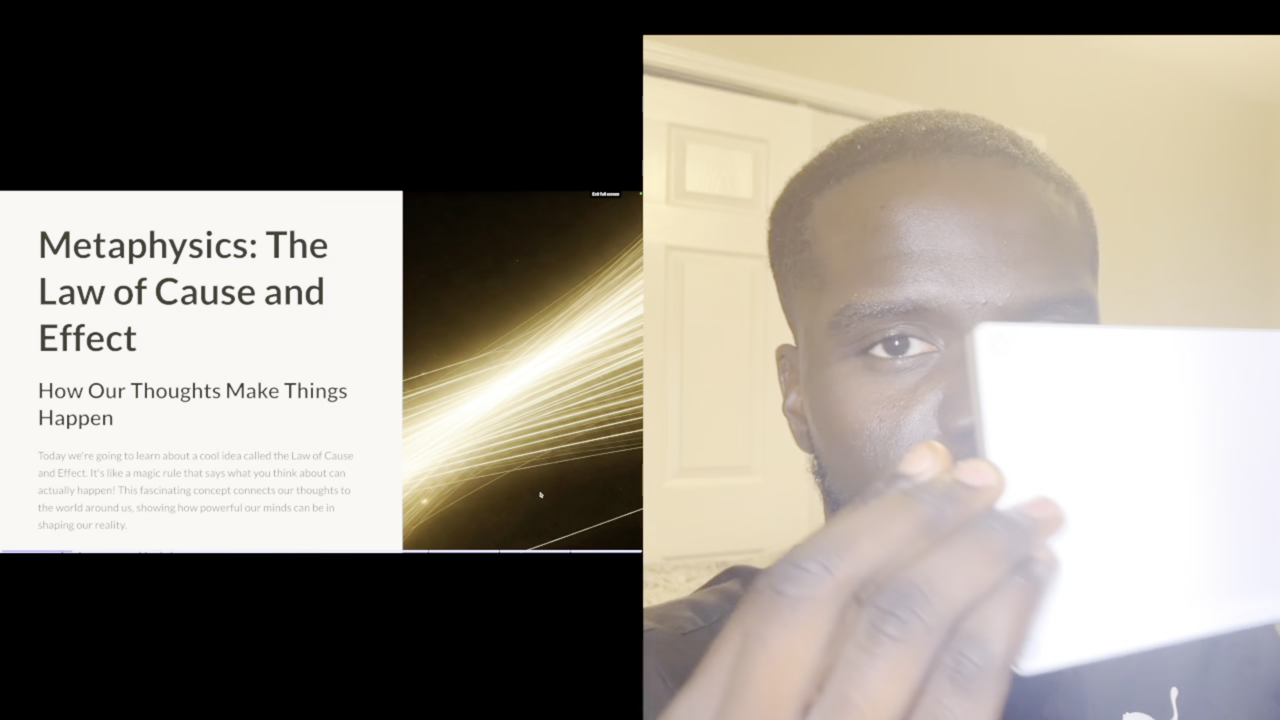 Exit full screen
Metaphysics: The
Law of Cause and
Effect
How Our Thoughts Make Things
Happen
Today we're going to learn about a cool idea called the Law of Cause
and Effect. It's like a magic rule that says what you think about can
actually happen! This fascinating concept connects our thoughts to
the world around us, showing how powerful our minds can be in
shaping our reality.